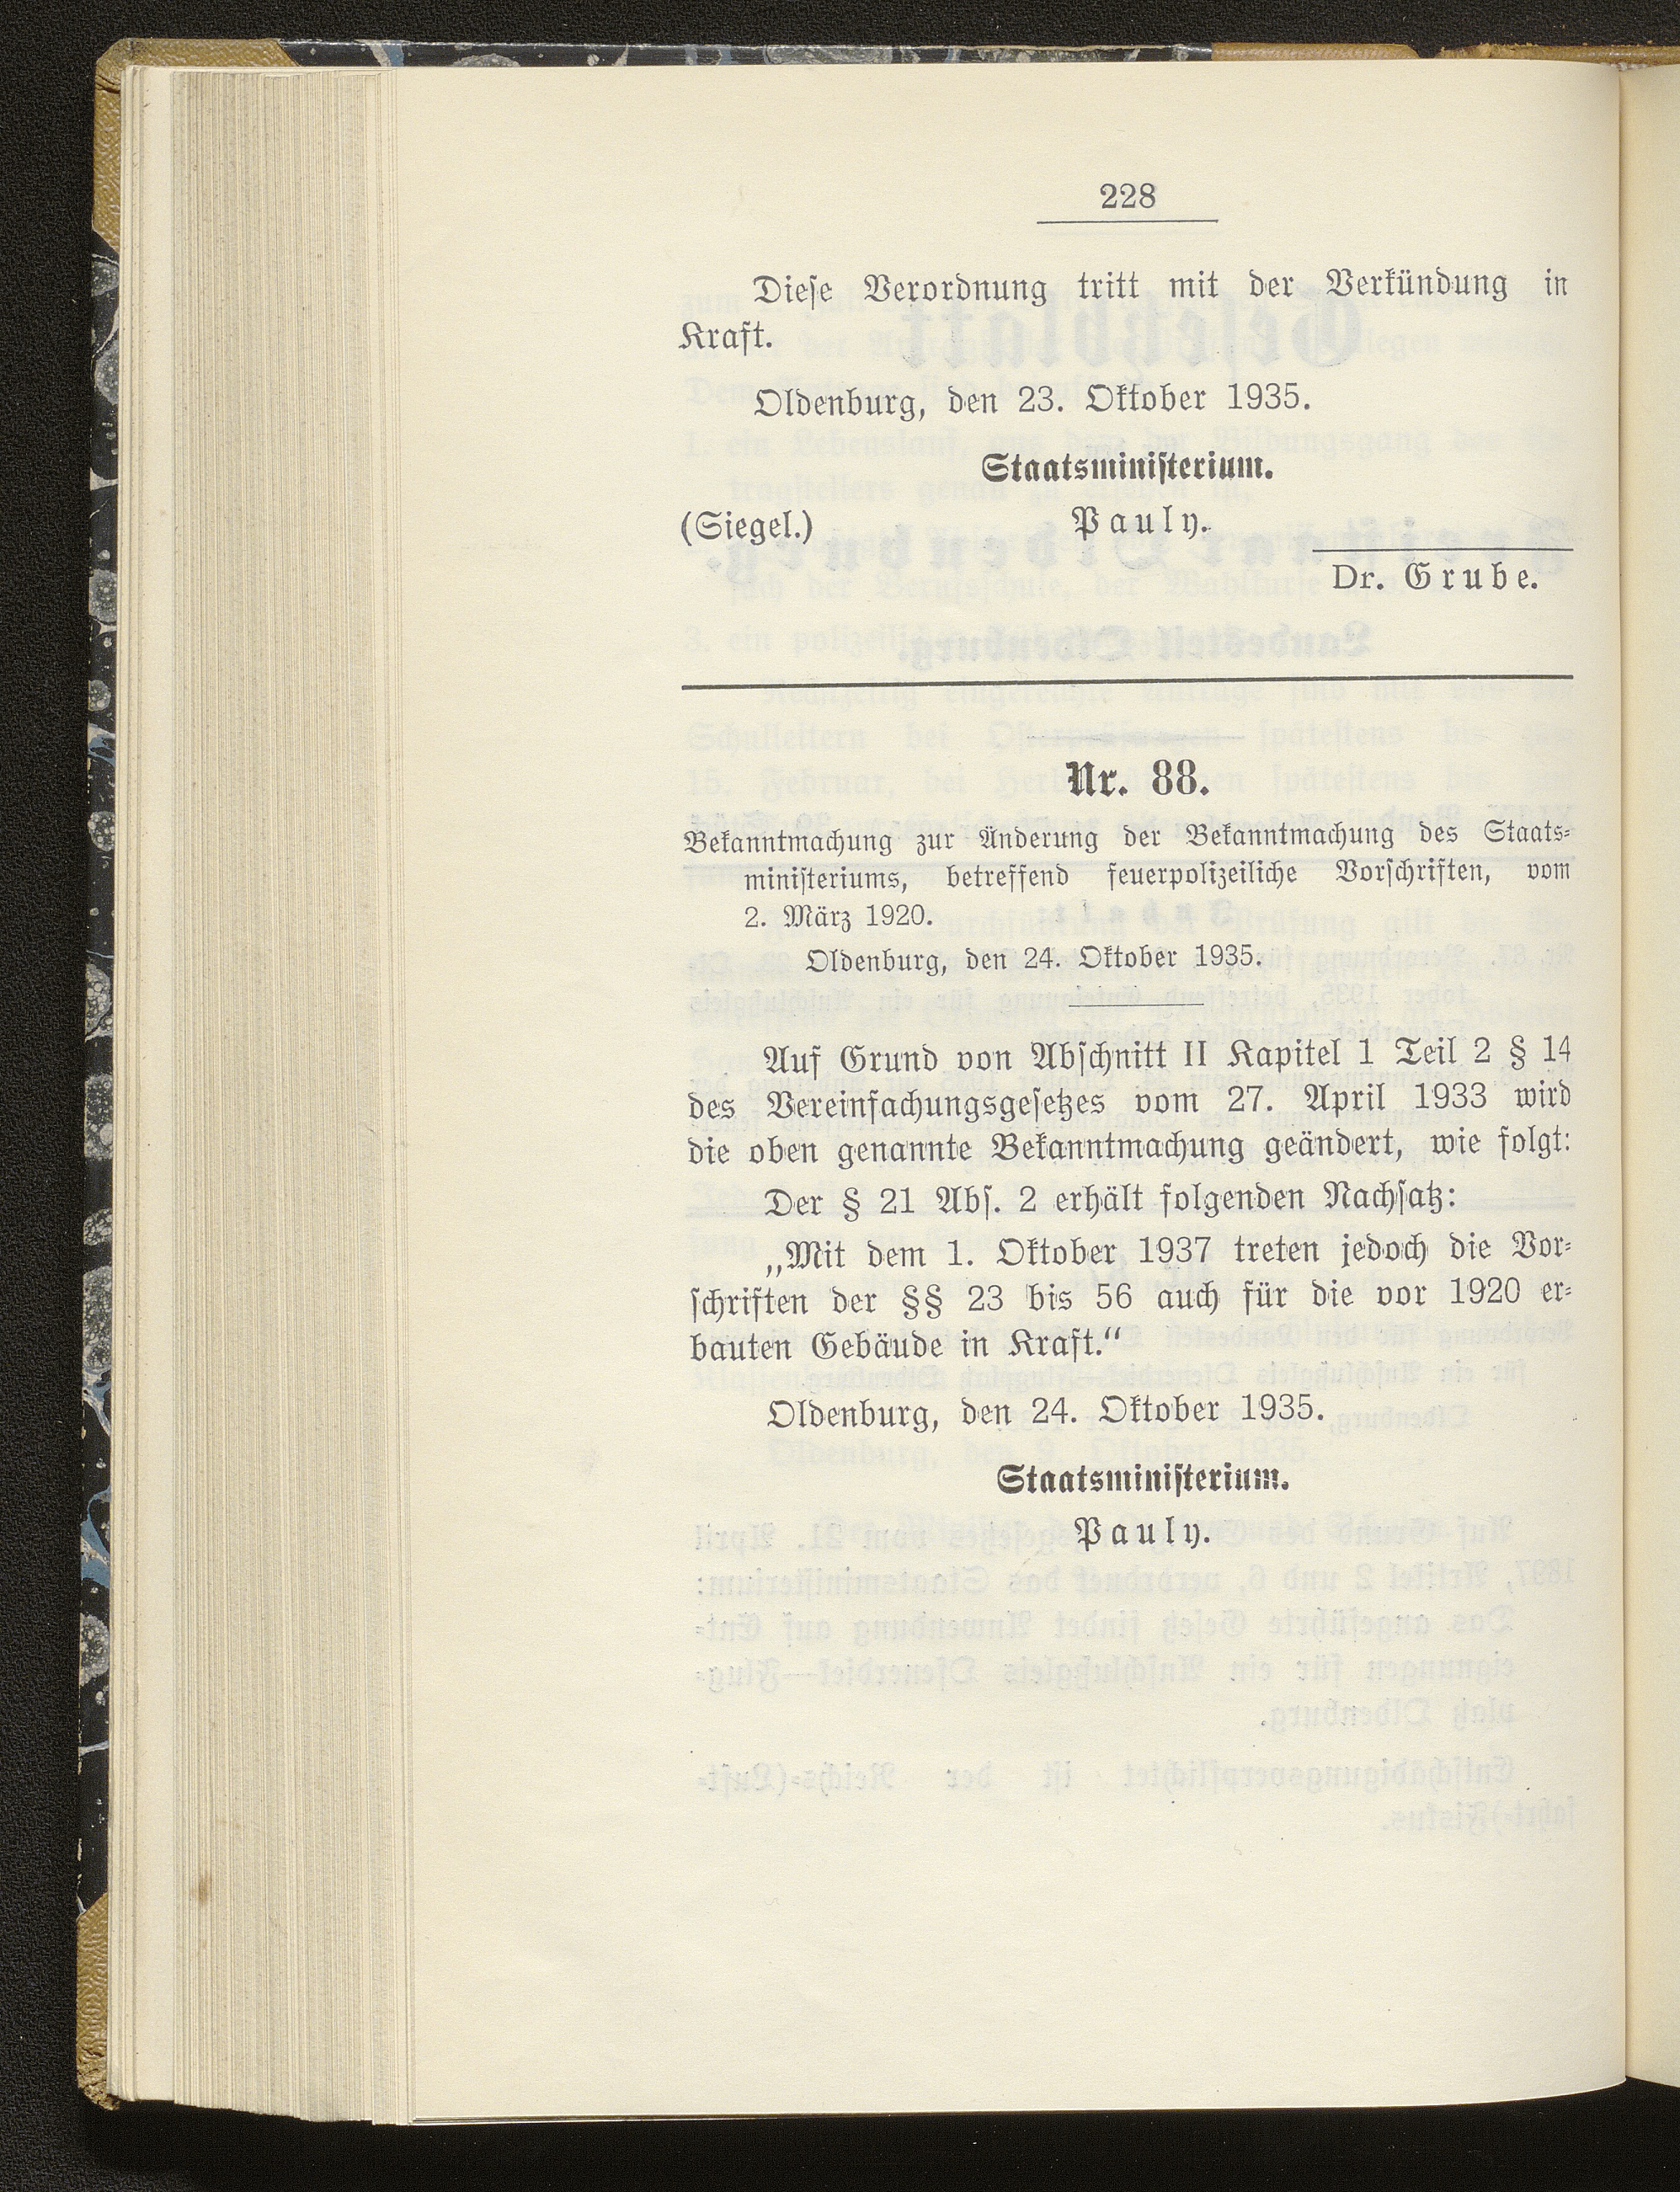 228
Diese Verordnung tritt mit der Verkündung in
Kraft.
Oldenburg, den 23. Oktober 1935.
Staatsministerium.
(Siegel.) Pauly.
Dr. Grube.
Nr. 88.
Bekanntmachung zur Änderung der Bekanntmachung des Staats-
ministeriums, betreffend feuerpolizeiliche Vorschriften, vom
2. März 1920.
Oldenburg, den 24. Oktober 1935.
Auf Grund von Abschnitt II Kapitel 1 Teil 2 § 14
des Vereinfachungsgesetzes vom 27. April 1933 wird
die oben genannte Bekanntmachung geändert, wie folgt:
Der § 21 Abs. 2 erhält folgenden Nachsatz:
„Mit dem 1. Oktober 1937 treten jedoch die Vor-
schriften der §§ 23 bis 56 auch für die vor 1920 er-
bauten Gebäude in Kraft.“
Oldenburg, den 24. Oktober 1935.
Staatsministerium.
Pauly.